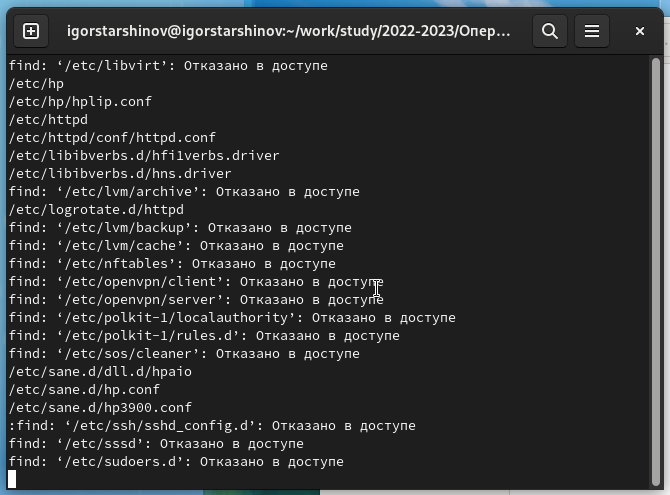 igorstarshinov@igorstarshinov:~/work/study/2022-2023/Опер...
find: ‘/etc/libvirt’: Отказано в доступе
/etc/hp
/etc/hp/hplip.conf
/etc/httpd
/etc/httpd/conf/httpd.conf
/etc/libibverbs.d/hfi1verbs.driver
/etc/libibverbs.d/hns.driver
find: ‘/etc/lvm/archive’: Отказано в доступе
/etc/logrotate.d/httpd
find: ‘/etc/lvm/backup’: Отказано в доступе
find: ‘/etc/lvm/cache’: Отказано в доступе
find: ‘/etc/nftables’: Отказано в доступе
find: ‘/etc/openvpn/client’: Отказано в доступе
find: ‘/etc/openvpn/server’: Отказано в доступе
find: ‘/etc/polkit-1/localauthority’: Отказано в доступе
find: ‘/etc/polkit-1/rules.d’: Отказано в доступе
find: ‘/etc/sos/cleaner’: Отказано в доступе
/etc/sane.d/dll.d/hpaio
/etc/sane.d/hp.conf
/etc/sane.d/hp3900.conf
:find: ‘/etc/ssh/sshd_config.d’: Отказано в доступе
find: ‘/etc/sssd’: Отказано в доступе
find: ‘/etc/sudoers.d’: Отказано в доступе